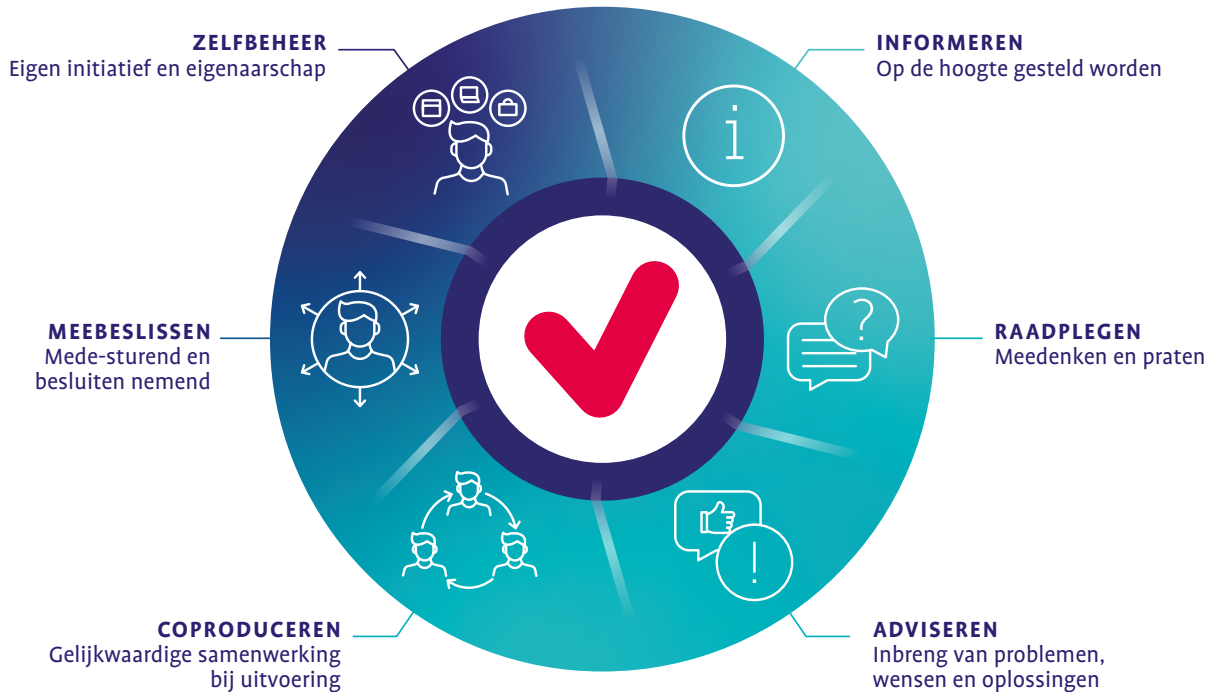 ZELFBEHEER
Eigen initiatief en eigenaarschap
INFORMEREN
Op de hoogte gesteld worden
i
MEEBESLISSEN
Mede-sturend en
besluiten nemend
?
RAADPLEGEN
Meedenken en praten
!
COPRODUCEREN
Gelijkwaardige samenwerking
bij uitvoering
ADVISEREN
Inbreng van problemen,
wensen en oplossingen